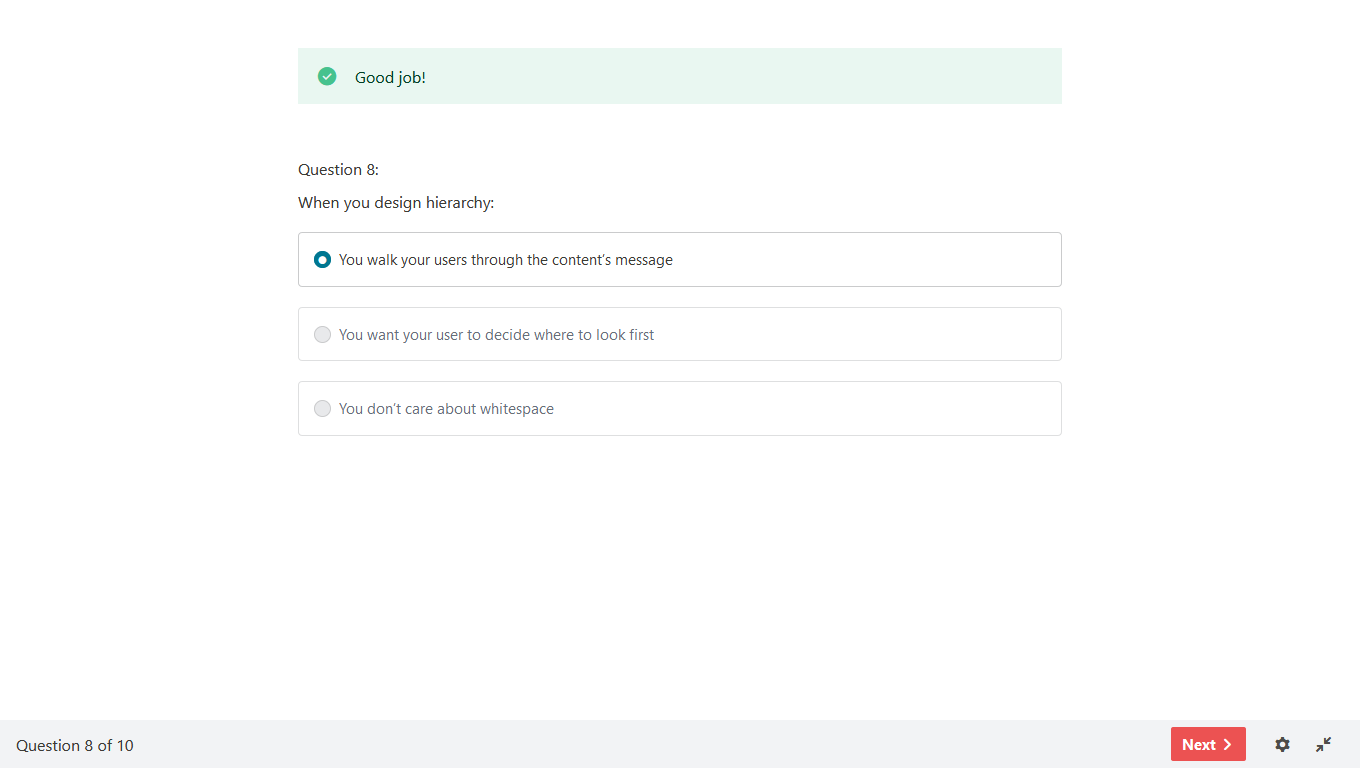 Good job!
Question 8:
When you design hierarchy:
You walk your users through the content's message
You want your user to decide where to look first
You don't care about whitespace
Question 8 of 10
Next